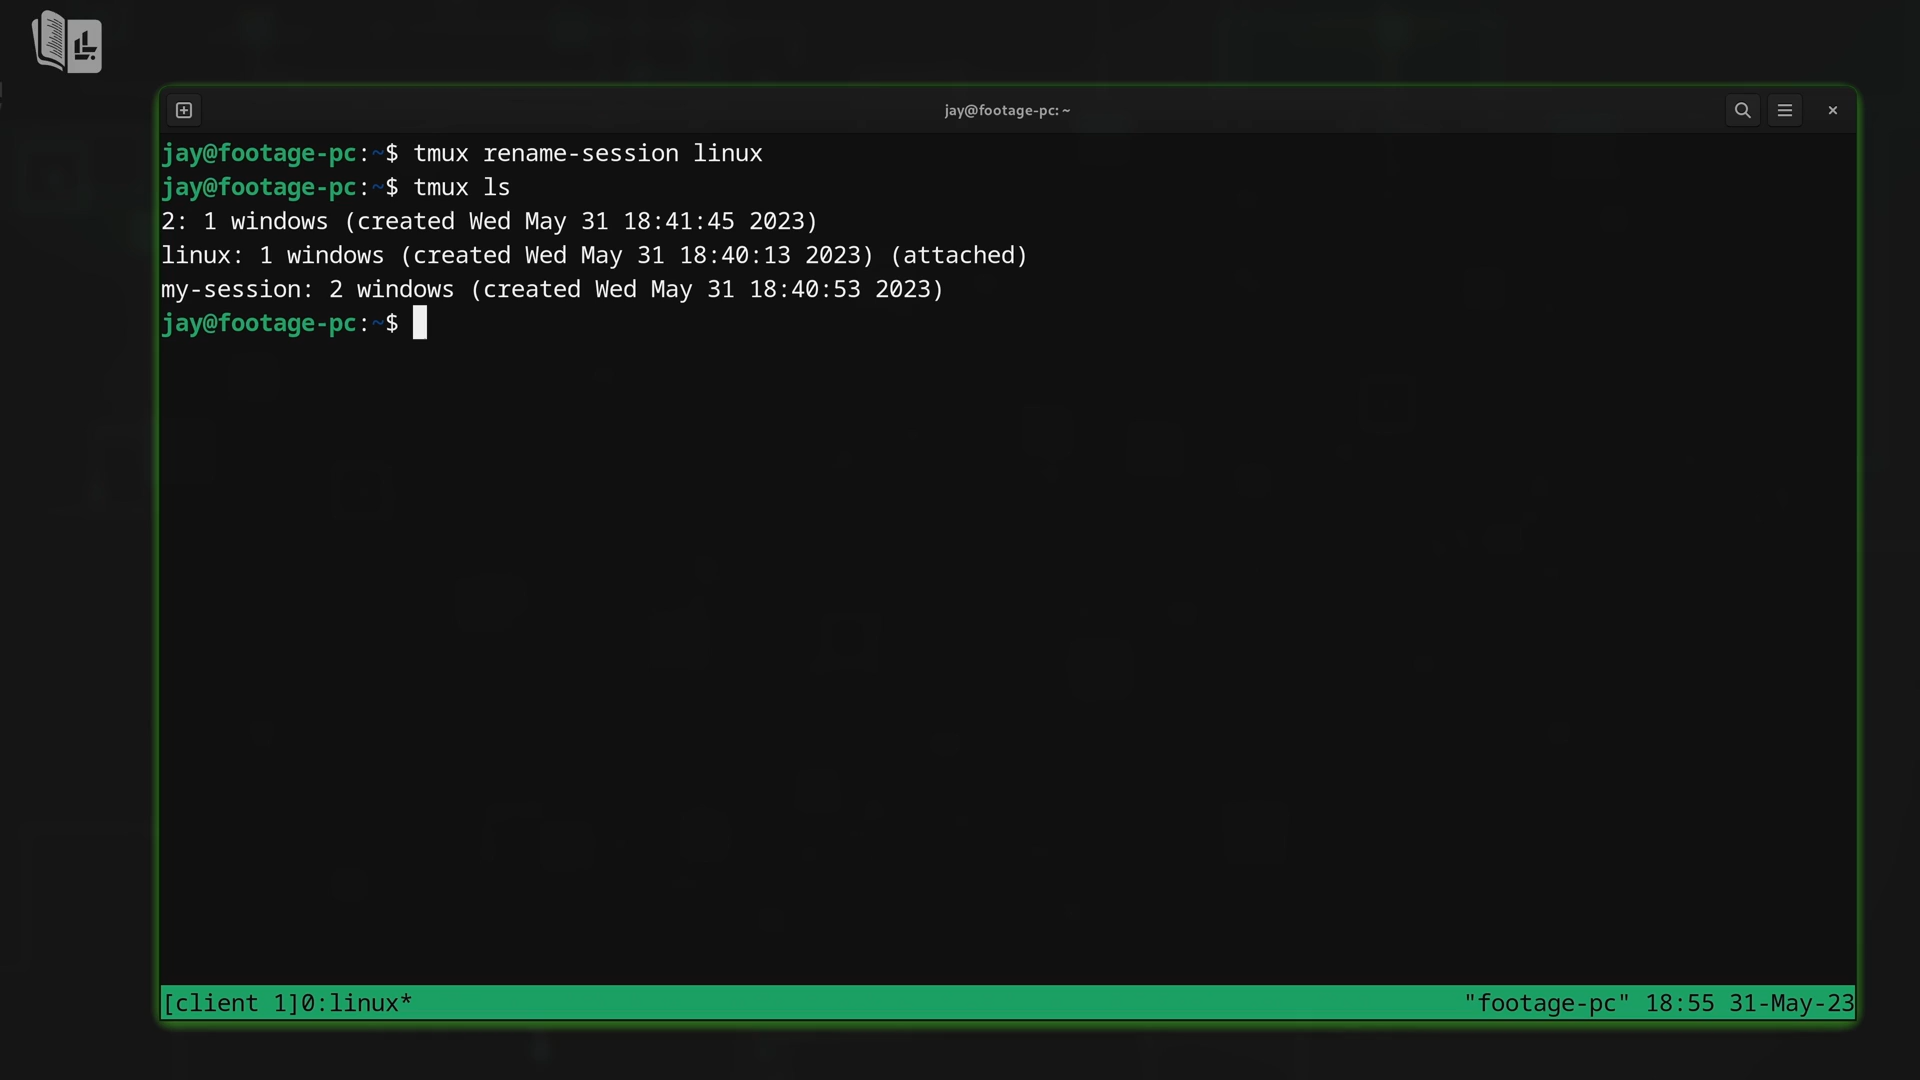 jay@footage-pc: ~
jay@footage-pc:~$ tmux rename-session linux
jay@footage-pc:~$ tmux ls
2: 1 windows (created Wed May 31 18:41:45 2023)
linux: 1 windows (created Wed May 31 18:40:13 2023) (attached)
my-session: 2 windows (created Wed May 31 18:40:53 2023)
jay@footage-pc:~$
[client 1]0:linux* "footage-pc" 18:55 31-May-23